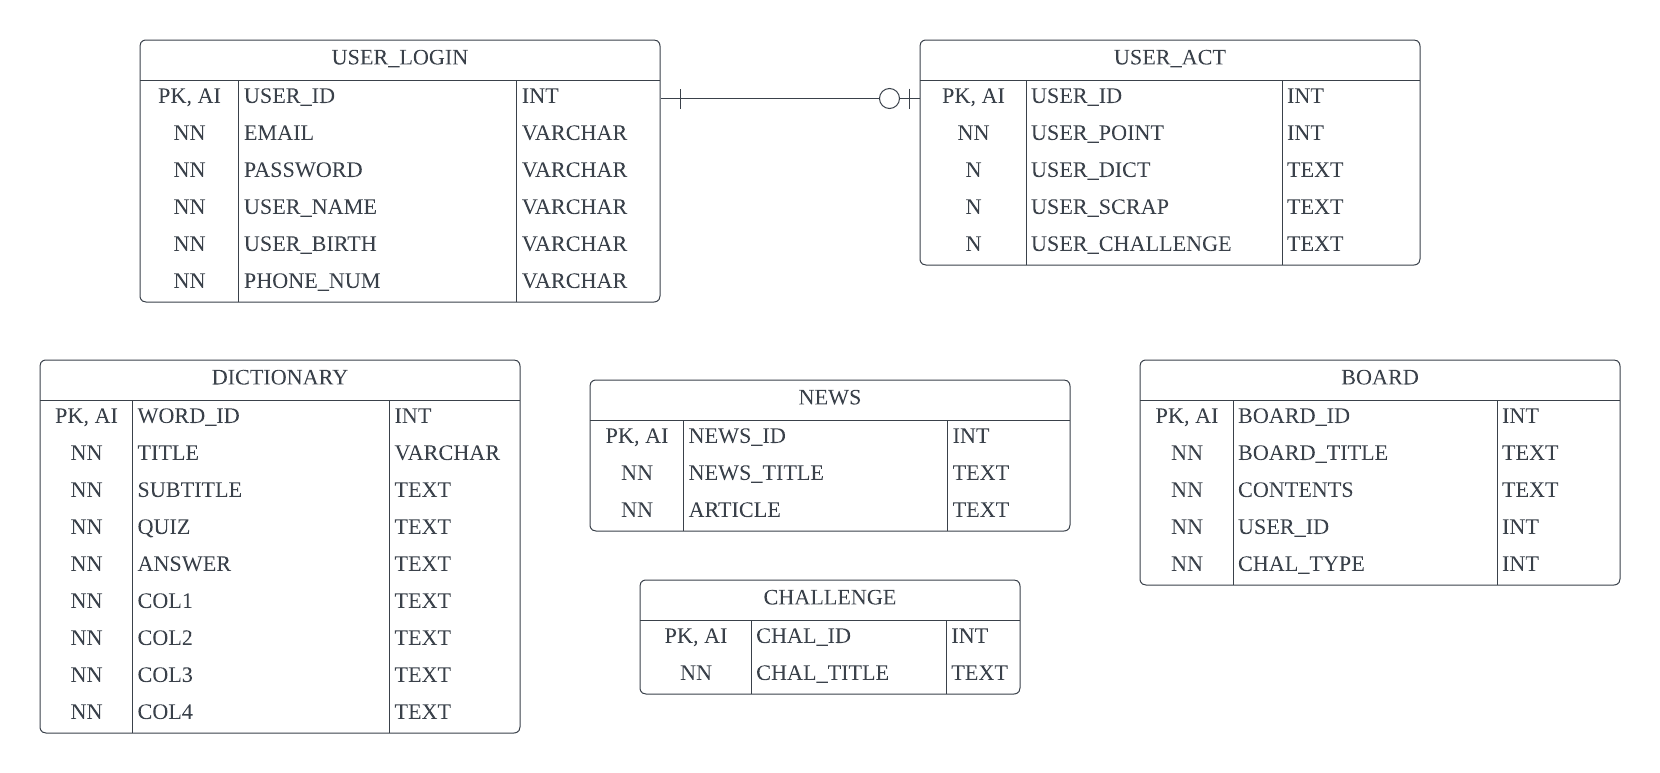 USER_LOGIN
PK, AI USER_ID INT
NN EMAIL VARCHAR
NN PASSWORD VARCHAR
NN USER_NAME VARCHAR
NN USER_BIRTH VARCHAR
NN PHONE_NUM VARCHAR
USER_ACT
PK, AI USER_ID INT
NN USER_POINT INT
N USER_DICT TEXT
N USER_SCRAP TEXT
N USER_CHALLENGE TEXT
DICTIONARY
PK, AI WORD_ID INT
NN TITLE VARCHAR
NN SUBTITLE TEXT
NN QUIZ TEXT
NN ANSWER TEXT
NN COL1 TEXT
NN COL2 TEXT
NN COL3 TEXT
NN COL4 TEXT
NEWS
PK, AI NEWS_ID INT
NN NEWS_TITLE TEXT
NN ARTICLE TEXT
CHALLENGE
PK, AI CHAL_ID INT
NN CHAL_TITLE TEXT
BOARD
PK, AI BOARD_ID INT
NN BOARD_TITLE TEXT
NN CONTENTS TEXT
NN USER_ID INT
NN CHAL_TYPE INT